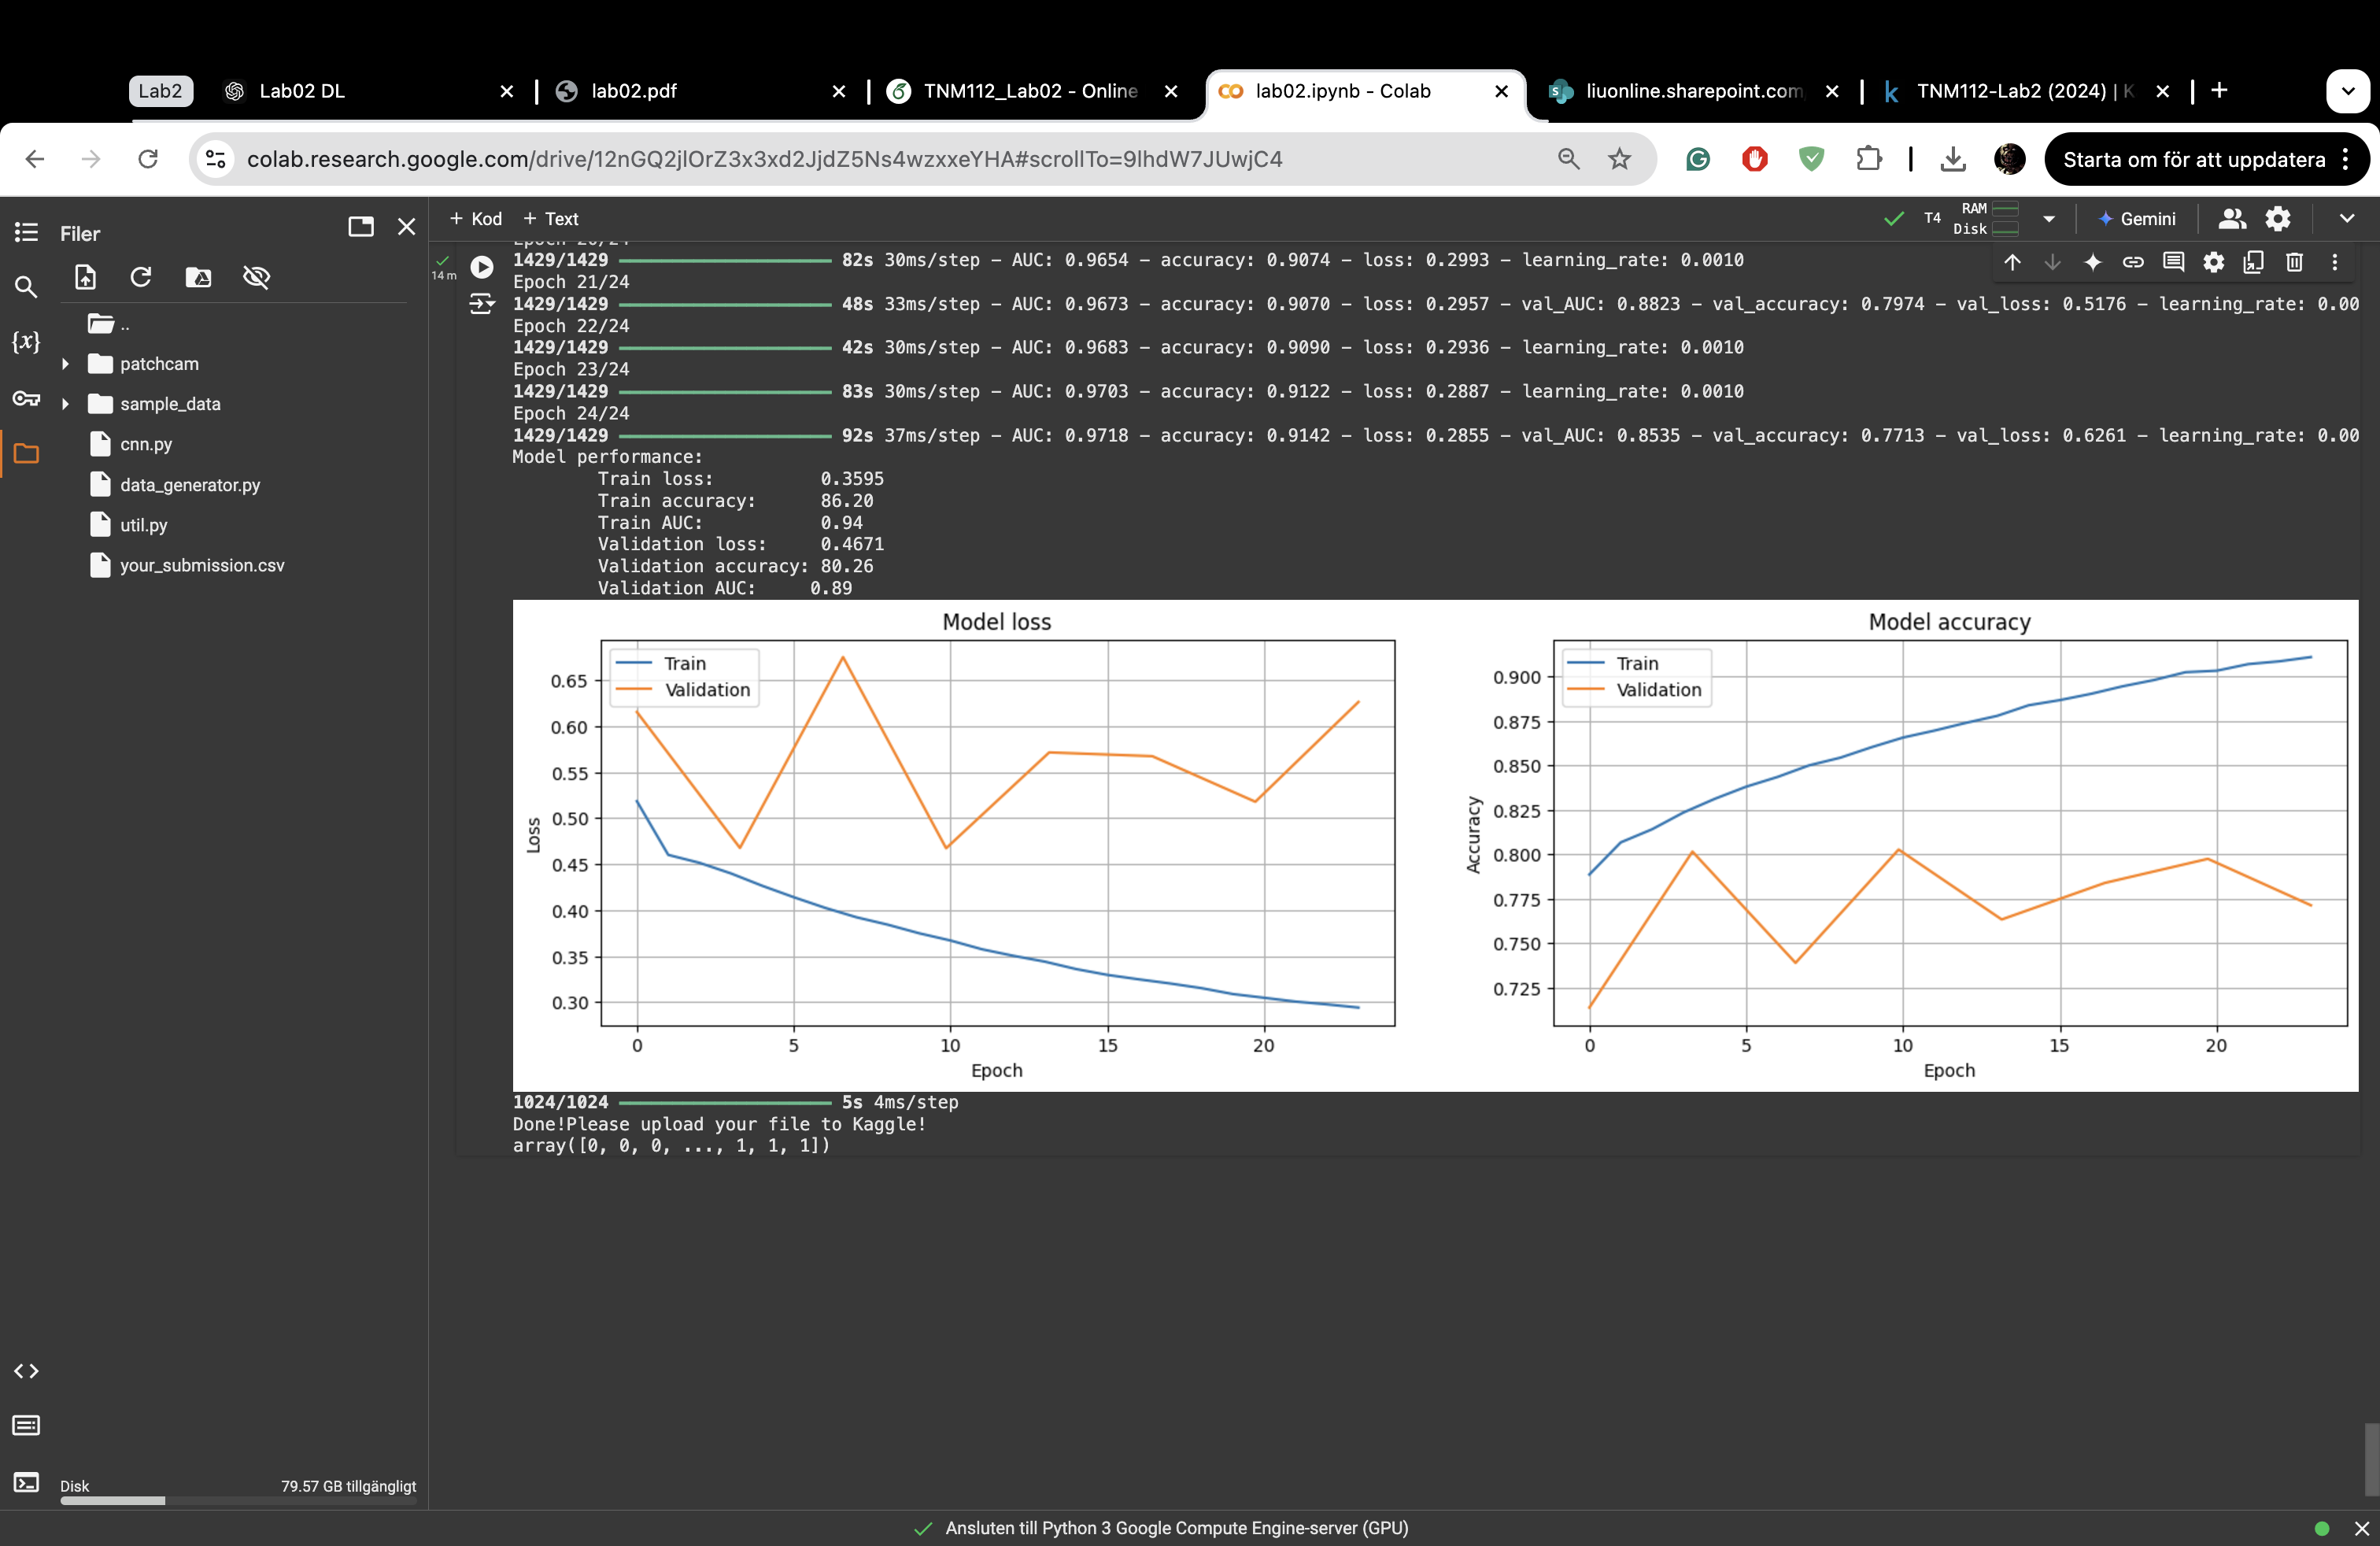 Lab2
Lab02 DL
lab02.pdf
TNM112_Lab02 - Online
lab02.ipynb - Colab
liuonline.sharepoint.com
TNM112-Lab2 (2024) | K
colab.research.google.com/drive/12nGQ2jlOrZ3x3xd2JjdZ5Ns4wzxxeYHA#scrollTo=9lhdW7JUwjC4
Starta om för att uppdatera
Filer
+ Kod + Text
T4
RAM
Disk
Gemini
..
patchcam
sample_data
cnn.py
data_generator.py
util.py
your_submission.csv
14 m
1429/1429 82s 30ms/step - AUC: 0.9654 - accuracy: 0.9074 - loss: 0.2993 - learning_rate: 0.0010
Epoch 21/24
1429/1429 48s 33ms/step - AUC: 0.9673 - accuracy: 0.9070 - loss: 0.2957 - val_AUC: 0.8823 - val_accuracy: 0.7974 - val_loss: 0.5176 - learning_rate: 0.00
Epoch 22/24
1429/1429 42s 30ms/step - AUC: 0.9683 - accuracy: 0.9090 - loss: 0.2936 - learning_rate: 0.0010
Epoch 23/24
1429/1429 83s 30ms/step - AUC: 0.9703 - accuracy: 0.9122 - loss: 0.2887 - learning_rate: 0.0010
Epoch 24/24
1429/1429 92s 37ms/step - AUC: 0.9718 - accuracy: 0.9142 - loss: 0.2855 - val_AUC: 0.8535 - val_accuracy: 0.7713 - val_loss: 0.6261 - learning_rate: 0.00
Model performance:
Train loss: 0.3595
Train accuracy: 86.20
Train AUC: 0.94
Validation loss: 0.4671
Validation accuracy: 80.26
Validation AUC: 0.89
Model loss
Train
Validation
0.65
0.60
0.55
0.50
0.45
0.40
0.35
0.30
Loss
0 5 10 15 20
Epoch
Model accuracy
Train
Validation
0.900
0.875
0.850
0.825
0.800
0.775
0.750
0.725
Accuracy
0 5 10 15 20
Epoch
1024/1024 5s 4ms/step
Done!Please upload your file to Kaggle!
array([0, 0, 0, ..., 1, 1, 1])
Disk 79.57 GB tillgängligt
Ansluten till Python 3 Google Compute Engine-server (GPU)